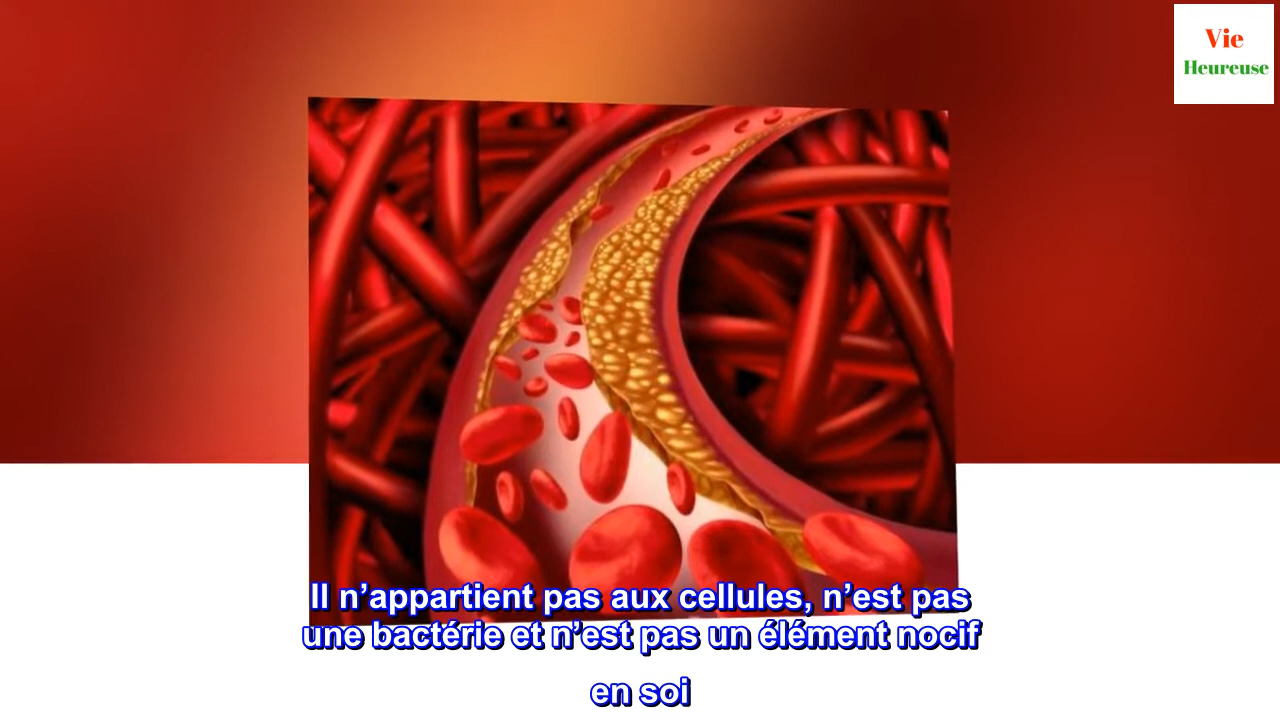 Vie
Heureuse
Il n’appartient pas aux cellules, n’est pas
une bactérie et n’est pas un élément nocif
en soi